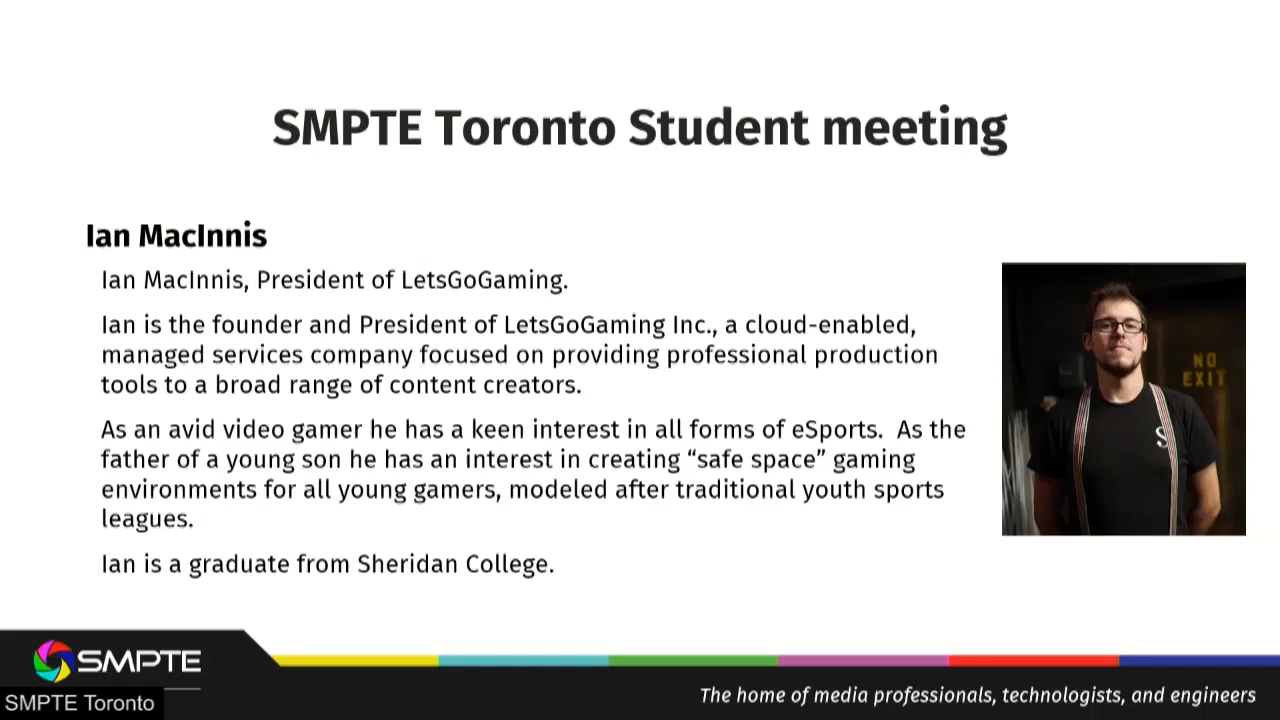 SMPTE Toronto Student meeting
Ian MacInnis
Ian MacInnis, President of LetsGoGaming.
Ian is the founder and President of LetsGoGaming Inc., a cloud-enabled,
managed services company focused on providing professional production
tools to a broad range of content creators.
As an avid video gamer he has a keen interest in all forms of eSports.  As the
father of a young son he has an interest in creating “safe space” gaming
environments for all young gamers, modeled after traditional youth sports
leagues.
Ian is a graduate from Sheridan College.
NO
EXIT
S
SMPTE
SMPTE Toronto
The home of media professionals, technologists, and engineers